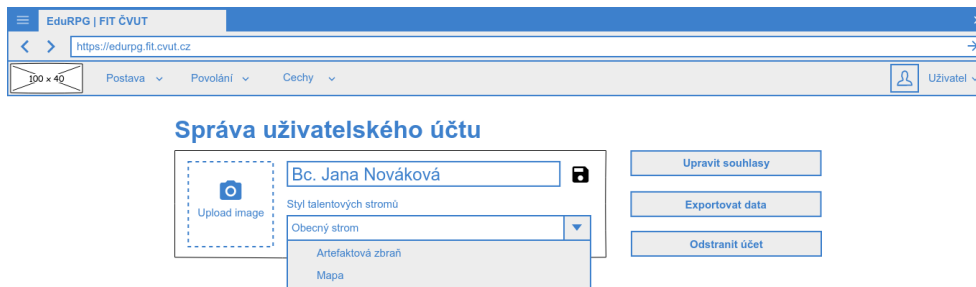 EduRPG | FIT ČVUT
https://edurpg.fit.cvut.cz
100 x 40
Postava
Povolání
Cechy
Uživatel
Správa uživatelského účtu
Upload image
Bc. Jana Nováková
Styl talentových stromů
Obecný strom
Artefaktová zbraň
Mapa
Upravit souhlasy
Exportovat data
Odstranit účet